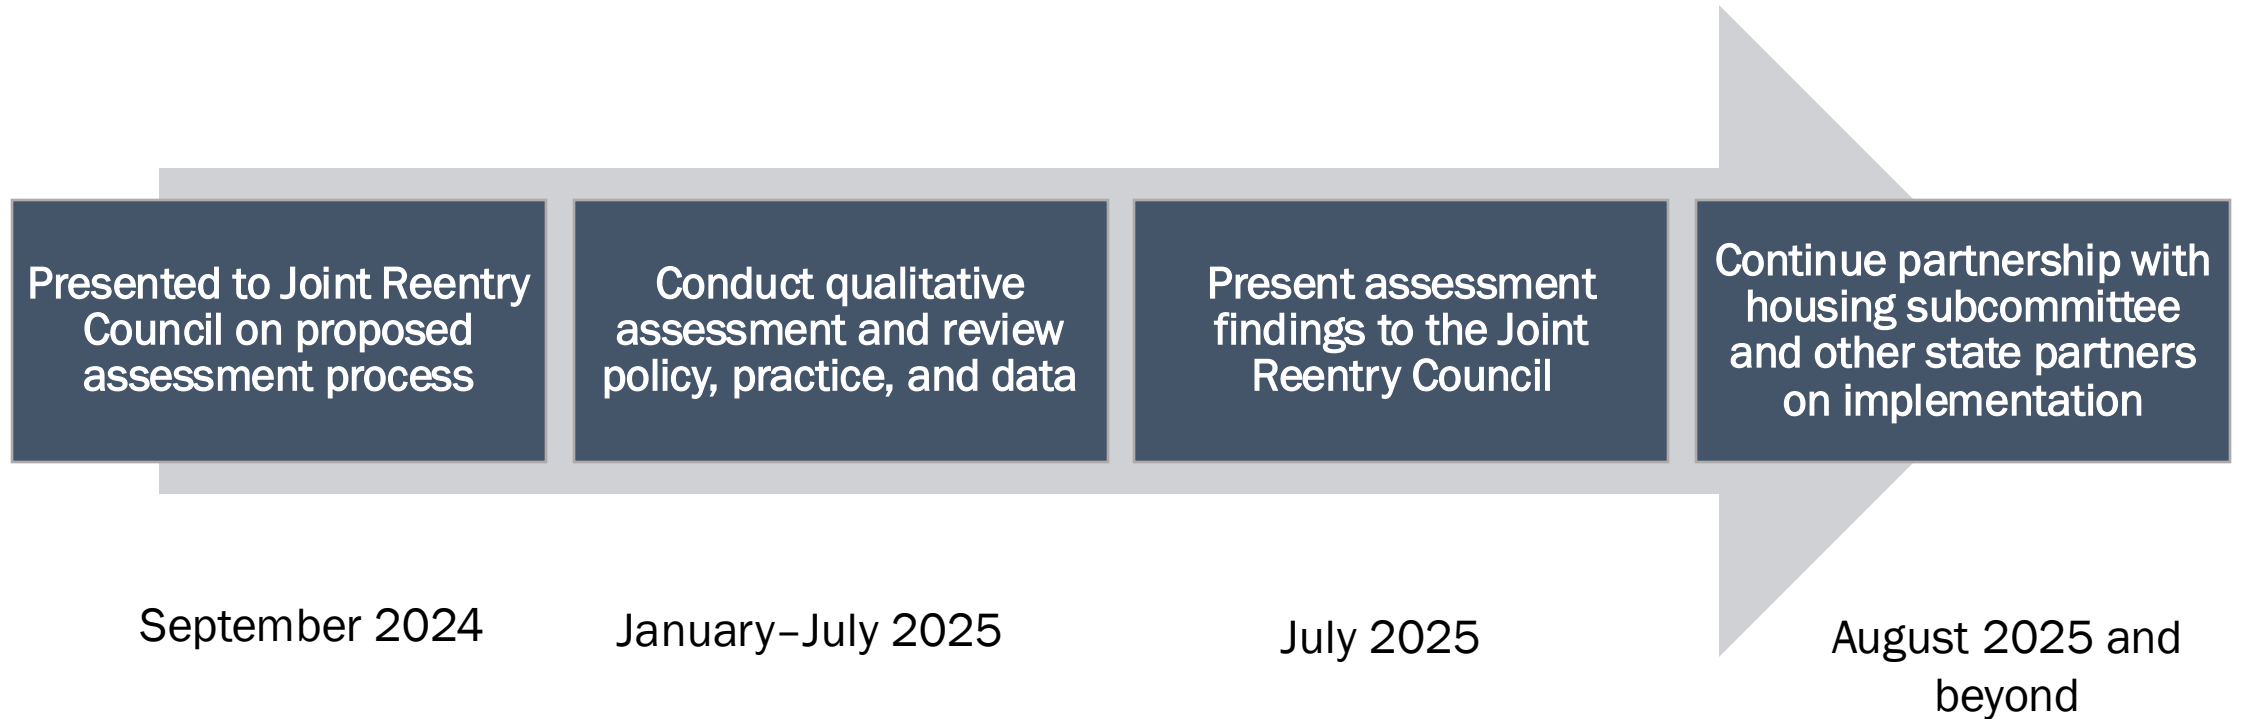 Presented to Joint Reentry
Council on proposed
assessment process
Conduct qualitative
assessment and review
policy, practice, and data
Present assessment
findings to the Joint
Reentry Council
Continue partnership with
housing subcommittee
and other state partners
on implementation
September 2024
January–July 2025
July 2025
August 2025 and
beyond